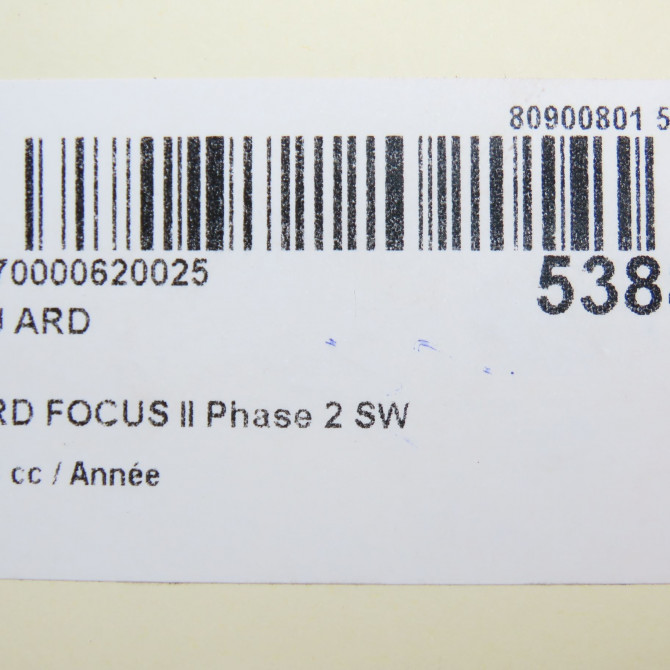 80900801 5
70000620025
538
ARD
RD FOCUS II Phase 2 SW
cc / Année